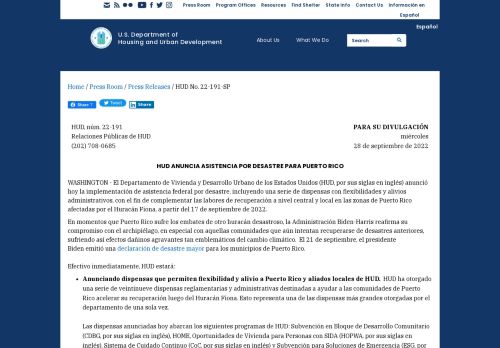 Press Room Program Offices Resources Find Shelter State Info Contact Us Información en Español
Español
U.S. Department of
Housing and Urban Development
About Us What We Do Search
Home / Press Room / Press Releases / HUD No. 22-191-SP
Share 7 Tweet Share
HUD, núm. 22-191
Relaciones Públicas de HUD
(202) 708-0685
PARA SU DIVULGACIÓN
miércoles
28 de septiembre de 2022
HUD ANUNCIA ASISTENCIA POR DESASTRE PARA PUERTO RICO
WASHINGTON - El Departamento de Vivienda y Desarrollo Urbano de los Estados Unidos (HUD, por sus siglas en inglés) anunció
hoy la implementación de asistencia federal por desastre, incluyendo una serie de dispensas con flexibilidades y alivios
administrativos, con el fin de complementar las labores de recuperación a nivel central y local en las zonas de Puerto Rico
afectadas por el Huracán Fiona, a partir del 17 de septiembre de 2022.
En momentos que Puerto Rico sufre los embates de otro huracán desastroso, la Administración Biden-Harris reafirma su
compromiso con el archipiélago, en especial con aquellas comunidades que aún intentan recuperarse de desastres anteriores,
sufriendo así efectos dañinos agravantes tan emblemáticos del cambio climático. El 21 de septiembre, el presidente
Biden emitió una declaración de desastre mayor para los municipios de Puerto Rico.
Efectivo inmediatamente, HUD estará:
• Anunciando dispensas que permiten flexibilidad y alivio a Puerto Rico y aliados locales de HUD. HUD ha otorgado
una serie de veintinueve dispensas reglamentarias y administrativas destinadas a ayudar a las comunidades de Puerto
Rico acelerar su recuperación luego del Huracán Fiona. Esto representa una de las dispensas más grandes otorgadas por el
departamento de una sola vez.
Las dispensas anunciadas hoy abarcan los siguientes programas de HUD: Subvención en Bloque de Desarrollo Comunitario
(CDBG, por sus siglas en inglés), HOME, Oportunidades de Vivienda para Personas con SIDA (HOPWA, por sus siglas en
inglés), Sistema de Cuidado Continuo (CoC, por sus siglas en inglés) y Subvención para Soluciones de Emergencia (ESG, por